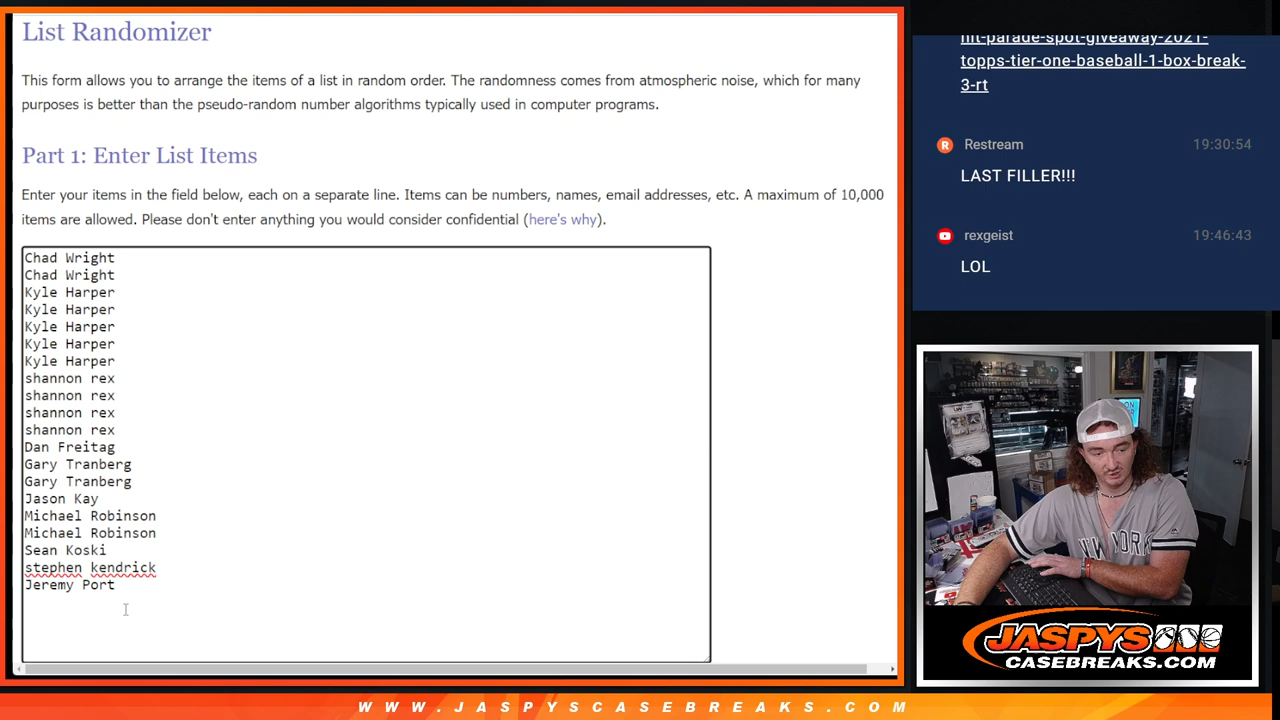 List Randomizer
This form allows you to arrange the items of a list in random order. The randomness comes from atmospheric noise, which for many
purposes is better than the pseudo-random number algorithms typically used in computer programs.
Part 1: Enter List Items
Enter your items in the field below, each on a separate line. Items can be numbers, names, email addresses, etc. A maximum of 10,000
items are allowed. Please don't enter anything you would consider confidential (here's why).
Chad Wright
Chad Wright
Kyle Harper
Kyle Harper
Kyle Harper
Kyle Harper
Kyle Harper
shannon rex
shannon rex
shannon rex
shannon rex
Dan Freitag
Gary Tranberg
Gary Tranberg
Jason Kay
Michael Robinson
Michael Robinson
Sean Koski
stephen kendrick
Jeremy Port
hit-parade-spot-giveaway-2021-
topps-tier-one-baseball-1-box-break-
3-rt
R Restream 19:30:54
LAST FILLER!!!
rexgeist 19:46:43
LOL
NEW YORK
JASPYS
CASEBREAKS.COM
WWW.JASPYSCASEBREAKS.COM